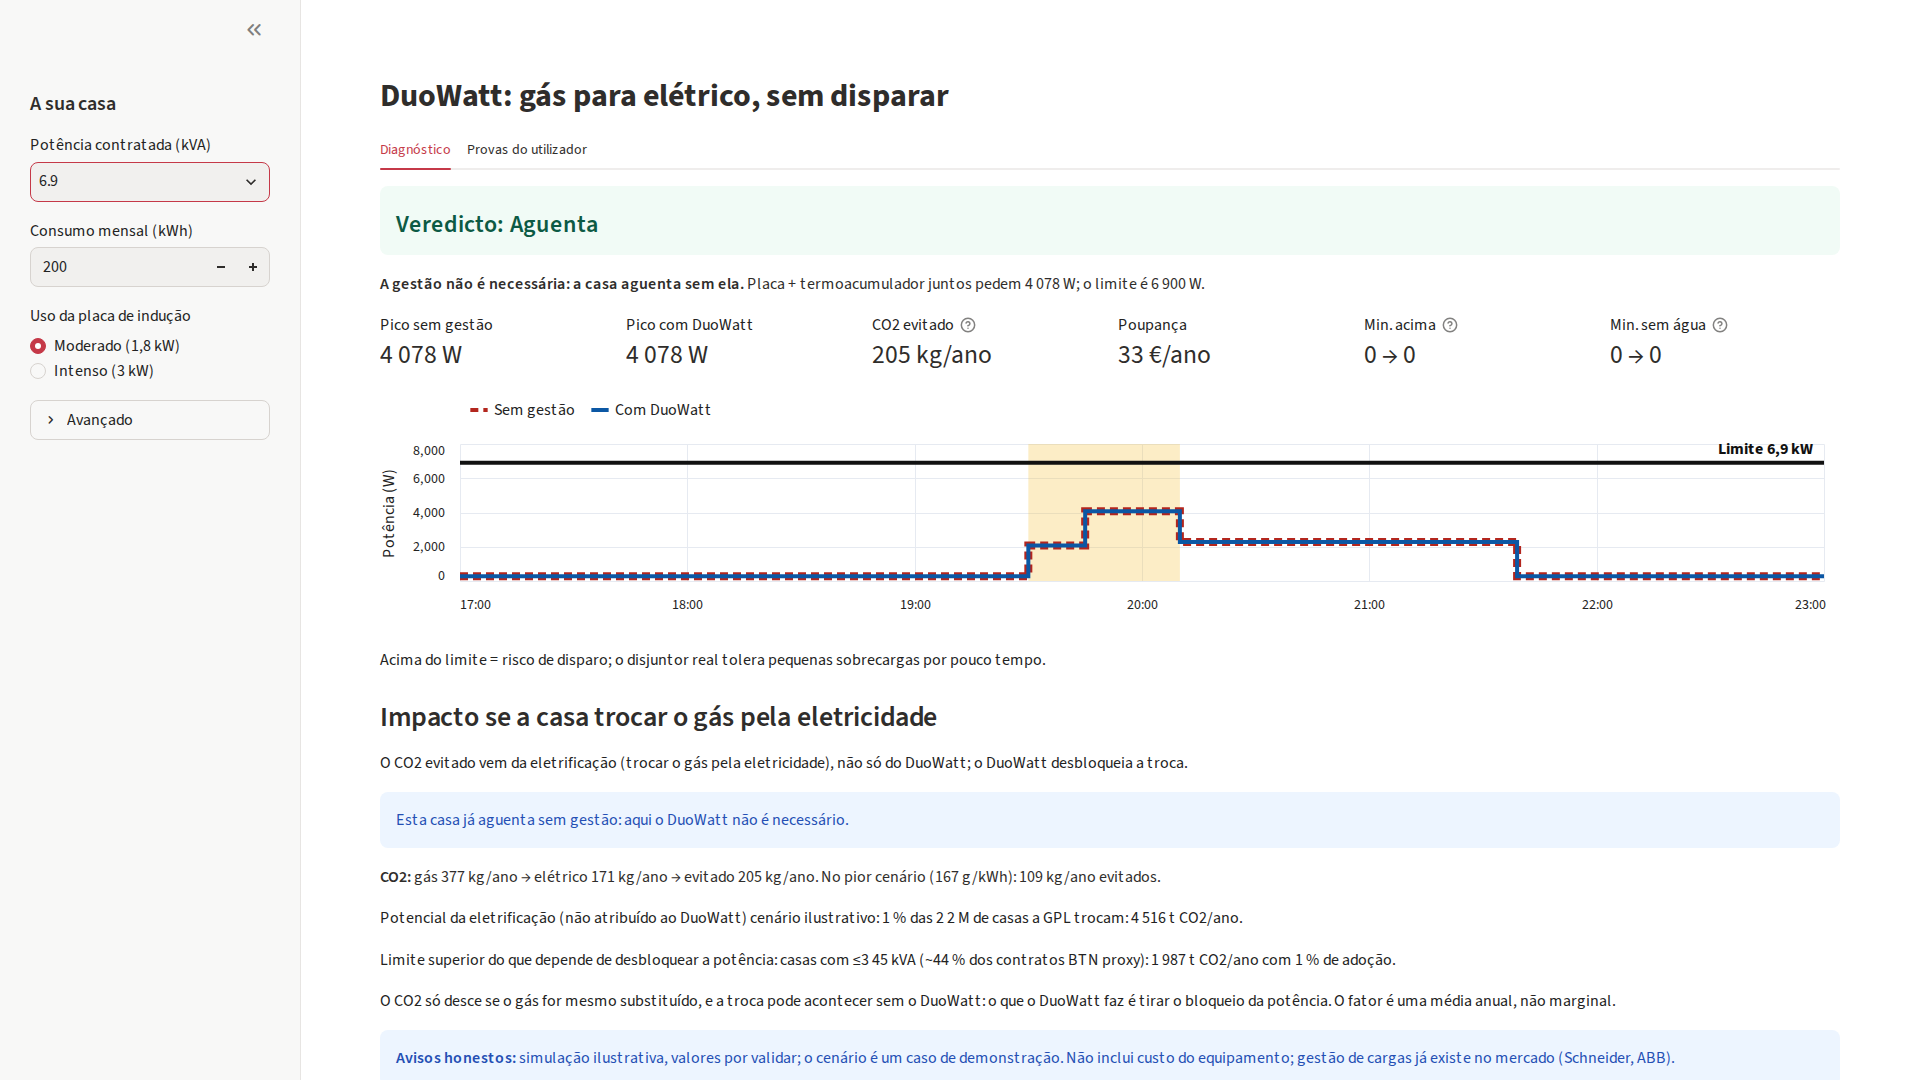 A sua casa
Potência contratada (kVA)
6.9
Consumo mensal (kWh)
200
Uso da placa de indução
Moderado (1,8 kW)
Intenso (3 kW)
Avançado
DuoWatt: gás para elétrico, sem disparar
Diagnóstico Provas do utilizador
Veredicto: Aguenta
A gestão não é necessária: a casa aguenta sem ela. Placa + termoacumulador juntos pedem 4 078 W; o limite é 6 900 W.
Pico sem gestão Pico com DuoWatt CO2 evitado Poupança Min. acima Min. sem água
4 078 W 4 078 W 205 kg/ano 33 €/ano 0 → 0 0 → 0
Sem gestão Com DuoWatt
Limite 6,9 kW
Potência (W)
8,000
6,000
4,000
2,000
0
17:00 18:00 19:00 20:00 21:00 22:00 23:00
Acima do limite = risco de disparo; o disjuntor real tolera pequenas sobrecargas por pouco tempo.
Impacto se a casa trocar o gás pela eletricidade
O CO2 evitado vem da eletrificação (trocar o gás pela eletricidade), não só do DuoWatt; o DuoWatt desbloqueia a troca.
Esta casa já aguenta sem gestão: aqui o DuoWatt não é necessário.
CO2: gás 377 kg/ano → elétrico 171 kg/ano → evitado 205 kg/ano. No pior cenário (167 g/kWh): 109 kg/ano evitados.
Potencial da eletrificação (não atribuído ao DuoWatt) cenário ilustrativo: 1 % das 2 2 M de casas a GPL trocam: 4 516 t CO2/ano.
Limite superior do que depende de desbloquear a potência: casas com ≤3 45 kVA (~44 % dos contratos BTN proxy): 1 987 t CO2/ano com 1 % de adoção.
O CO2 só desce se o gás for mesmo substituído, e a troca pode acontecer sem o DuoWatt: o que o DuoWatt faz é tirar o bloqueio da potência. O fator é uma média anual, não marginal.
Avisos honestos: simulação ilustrativa, valores por validar; o cenário é um caso de demonstração. Não inclui custo do equipamento; gestão de cargas já existe no mercado (Schneider, ABB).